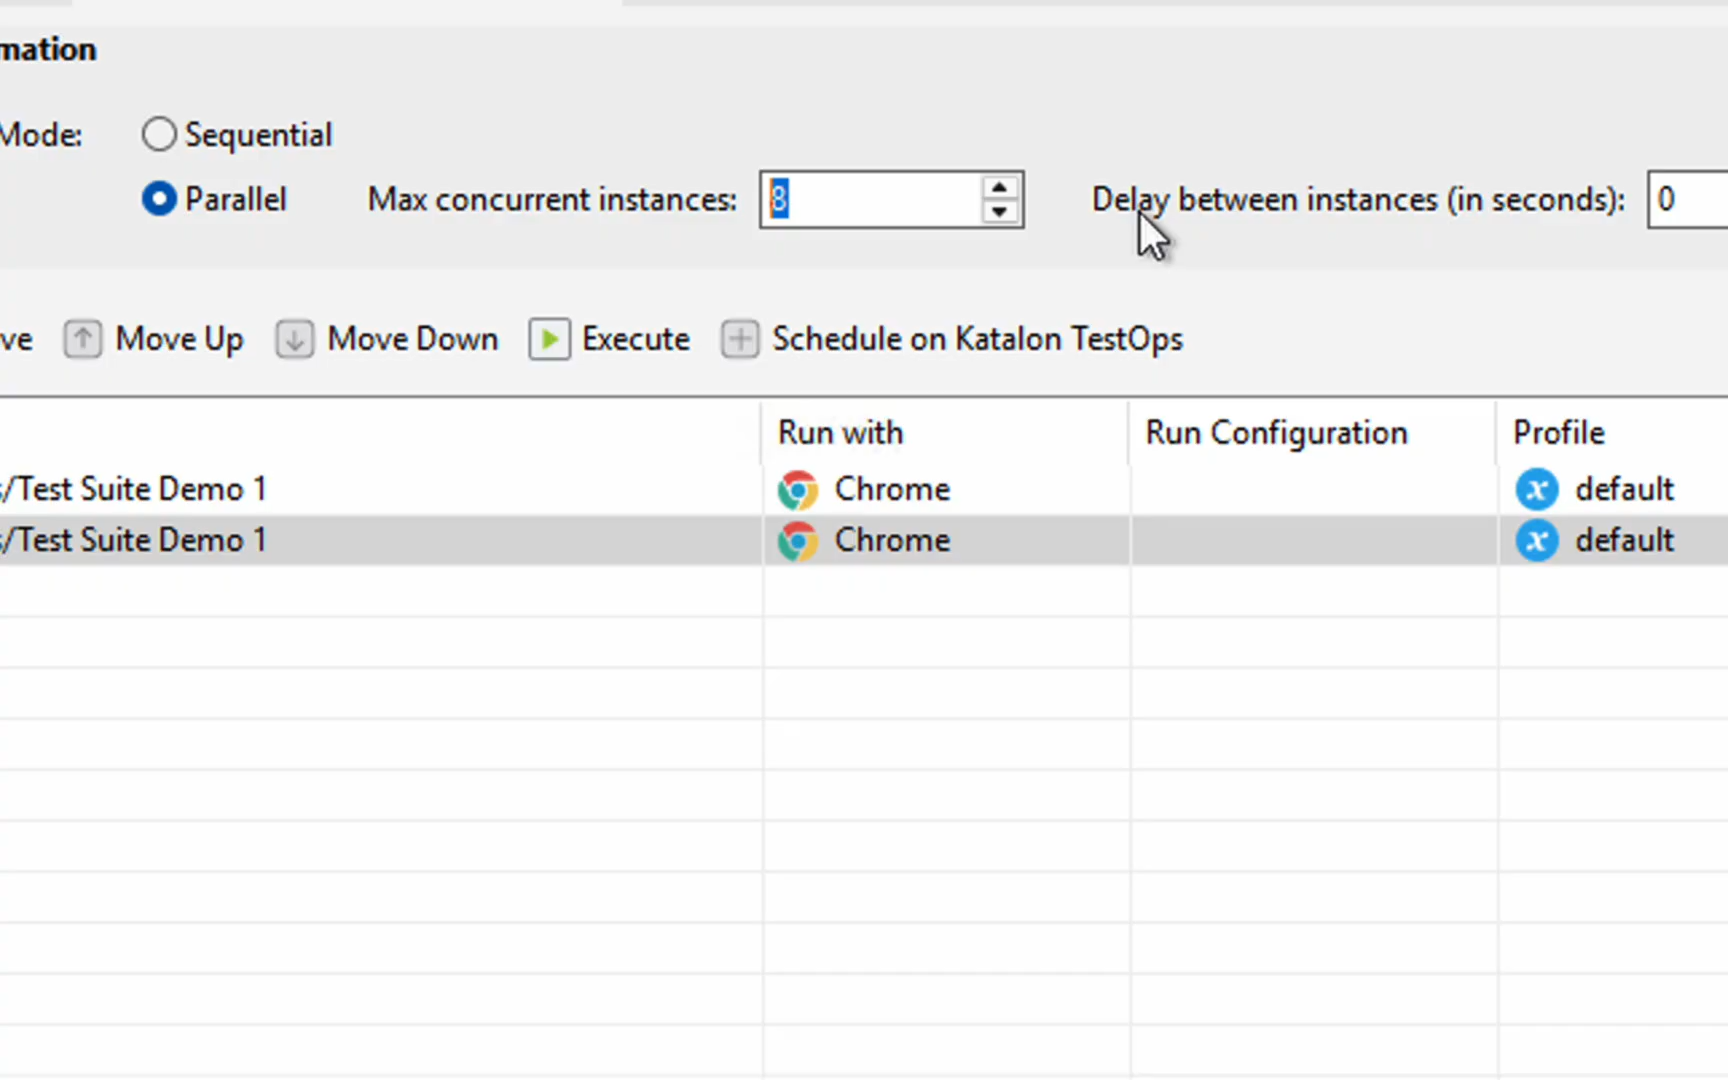 mation
Mode: Sequential
Parallel Max concurrent instances: 8 Delay between instances (in seconds): 0
ve Move Up Move Down Execute Schedule on Katalon TestOps
Run with Run Configuration Profile
s/Test Suite Demo 1 Chrome default
s/Test Suite Demo 1 Chrome default